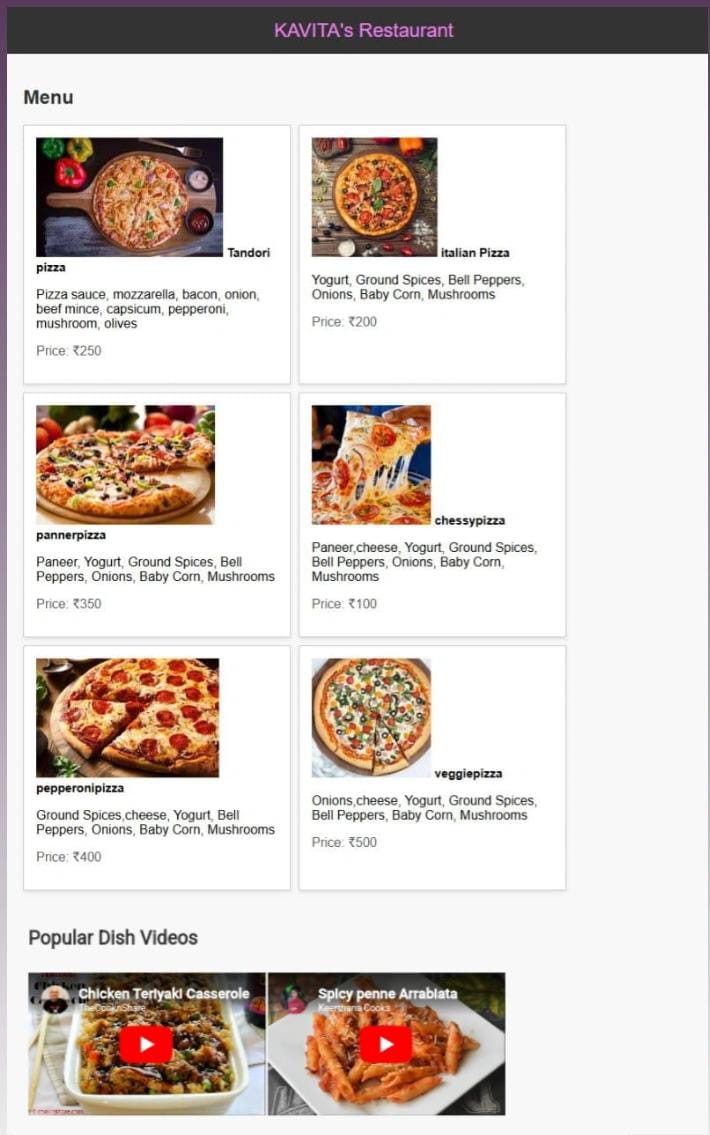 KAVITA's Restaurant
Menu
Tandori
pizza
Pizza sauce, mozzarella, bacon, onion,
beef mince, capsicum, pepperoni,
mushroom, olives
Price: ₹250
italian Pizza
Yogurt, Ground Spices, Bell Peppers,
Onions, Baby Corn, Mushrooms
Price: ₹200
pannerpizza
Paneer, Yogurt, Ground Spices, Bell
Peppers, Onions, Baby Corn, Mushrooms
Price: ₹350
chessypizza
Paneer,cheese, Yogurt, Ground Spices,
Bell Peppers, Onions, Baby Corn,
Mushrooms
Price: ₹100
pepperonipizza
Ground Spices,cheese, Yogurt, Bell
Peppers, Onions, Baby Corn, Mushrooms
Price: ₹400
veggiepizza
Onions,cheese, Yogurt, Ground Spices,
Bell Peppers, Baby Corn, Mushrooms
Price: ₹500
Popular Dish Videos
Chicken Teriyaki Casserole
TheCooknShare
Spicy penne Arrabiata
Keerthana Cooks